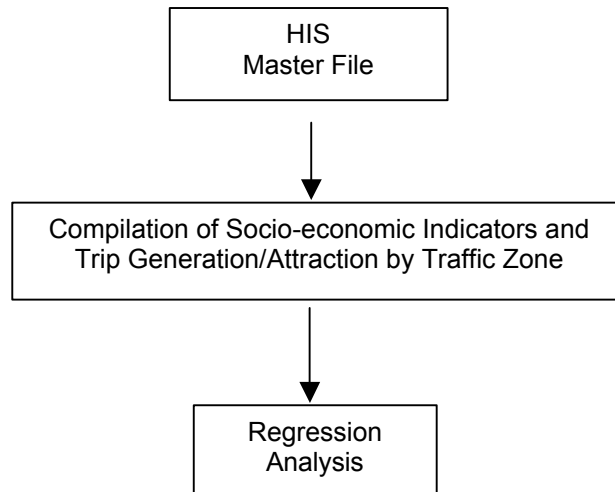 HIS
Master File
Compilation of Socio-economic Indicators and
Trip Generation/Attraction by Traffic Zone
Regression
Analysis